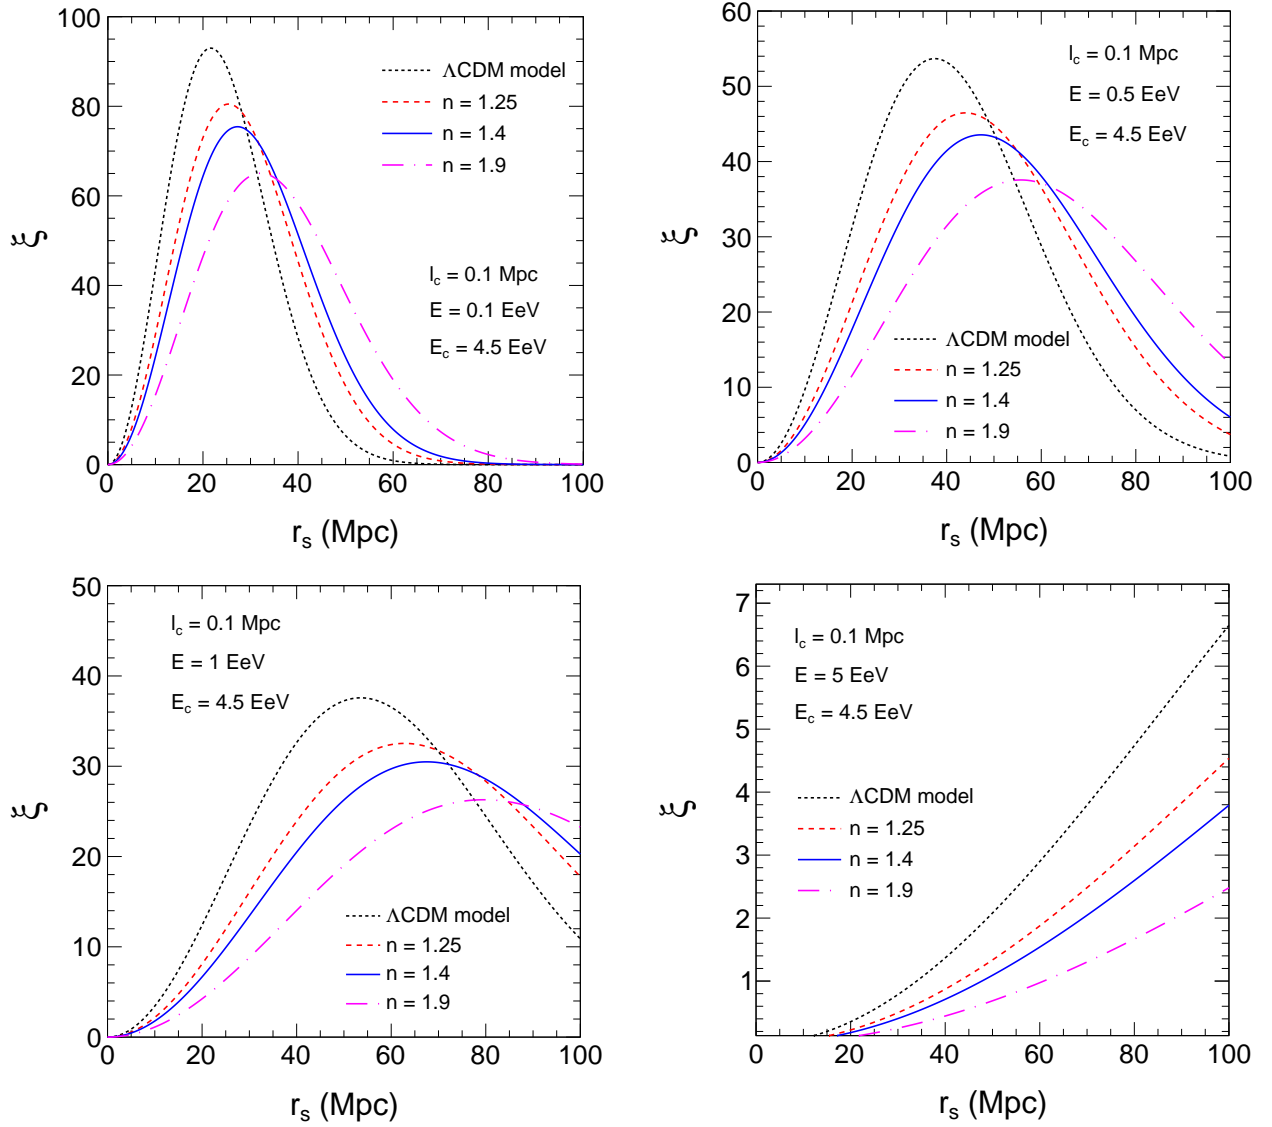 100
80
60
40
20
0
0 20 40 60 80 100
ξ
r_s (Mpc)
ΛCDM model
n = 1.25
n = 1.4
n = 1.9
l_c = 0.1 Mpc
E = 0.1 EeV
E_c = 4.5 EeV
60
50
40
30
20
10
0
0 20 40 60 80 100
ξ
r_s (Mpc)
l_c = 0.1 Mpc
E = 0.5 EeV
E_c = 4.5 EeV
ΛCDM model
n = 1.25
n = 1.4
n = 1.9
50
40
30
20
10
0
0 20 40 60 80 100
ξ
r_s (Mpc)
l_c = 0.1 Mpc
E = 1 EeV
E_c = 4.5 EeV
ΛCDM model
n = 1.25
n = 1.4
n = 1.9
7
6
5
4
3
2
1
0 20 40 60 80 100
ξ
r_s (Mpc)
l_c = 0.1 Mpc
E = 5 EeV
E_c = 4.5 EeV
ΛCDM model
n = 1.25
n = 1.4
n = 1.9